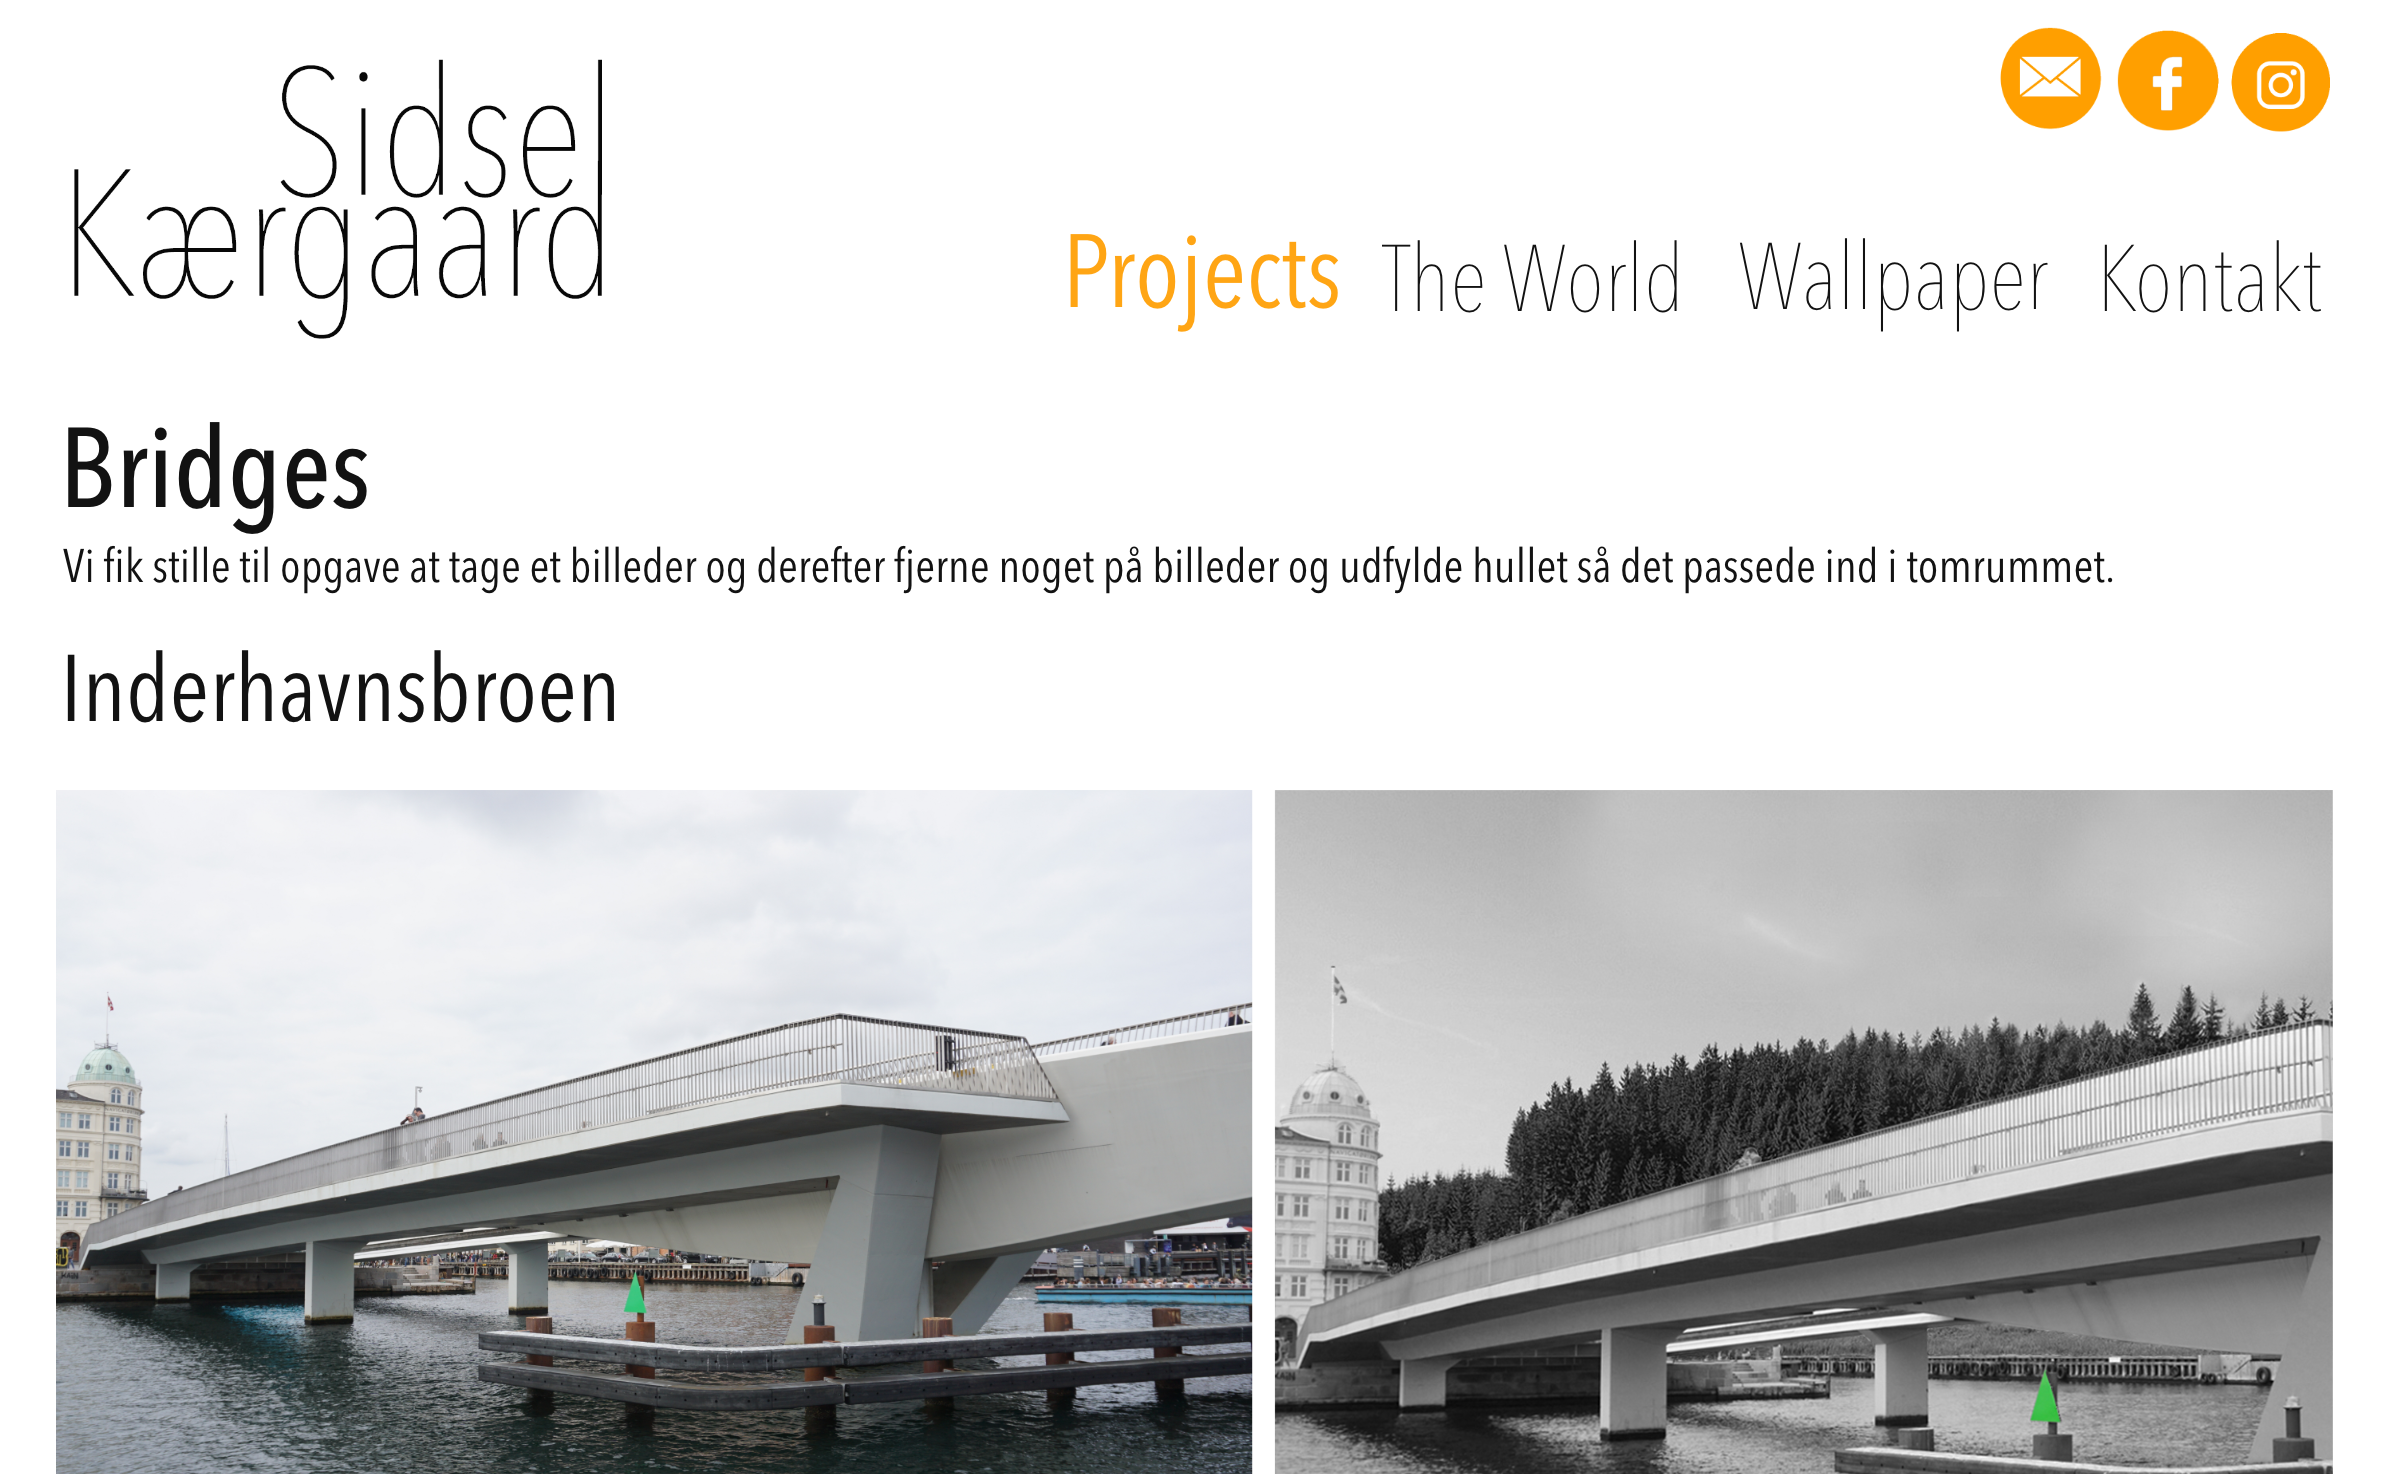 Sidsel
Kærgaard
Projects The World Wallpaper Kontakt
Bridges
Vi fik stille til opgave at tage et billeder og derefter fjerne noget på billeder og udfylde hullet så det passede ind i tomrummet.
Inderhavnsbroen